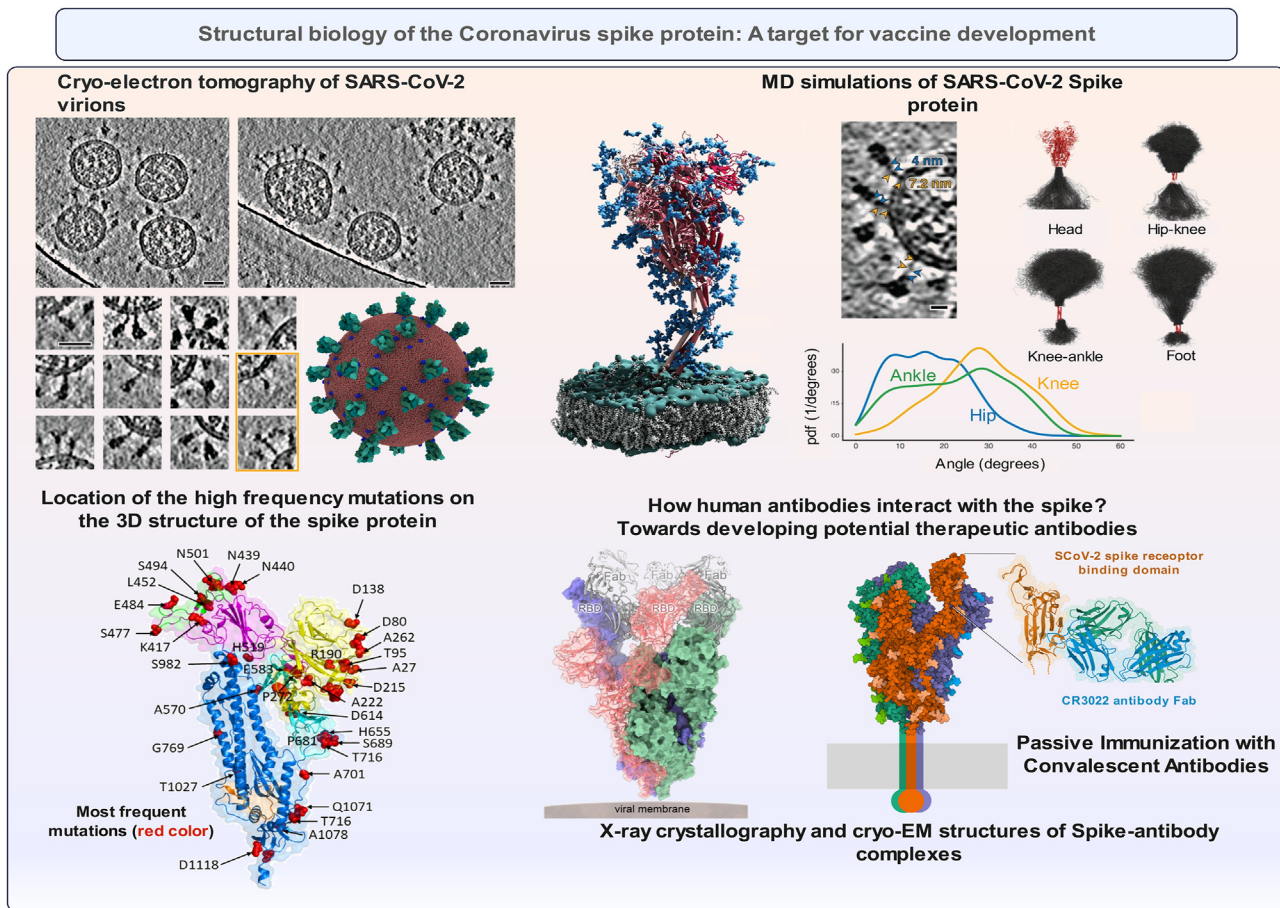 Structural biology of the Coronavirus spike protein: A target for vaccine development
Cryo-electron tomography of SARS-CoV-2
virions
MD simulations of SARS-CoV-2 Spike
protein
4 nm
7.2 nm
Head
Hip-knee
Knee-ankle
Foot
pdf (1/degrees)
Ankle
Knee
Hip
0 10 20 30 40 50 60
Angle (degrees)
Location of the high frequency mutations on
the 3D structure of the spike protein
N501
N439
S494
N440
L452
E484
S477
K417
S982
H519
E583
R190
P272
D138
D80
A262
T95
A27
D215
A222
D614
A570
P681
H655
S689
T716
G769
A701
T1027
Q1071
T716
A1078
D1118
Most frequent
mutations (red color)
How human antibodies interact with the spike?
Towards developing potential therapeutic antibodies
Fab
Fab
Fab
RBD
RBD
RBD
viral membrane
SCoV-2 spike receoptor
binding domain
CR3022 antibody Fab
Passive Immunization with
Convalescent Antibodies
X-ray crystallography and cryo-EM structures of Spike-antibody
complexes